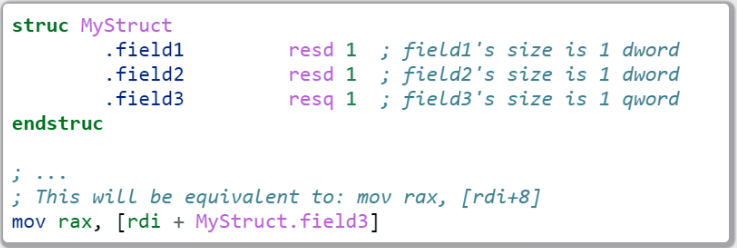 struc MyStruct
        .field1         resd 1  ; field1's size is 1 dword
        .field2         resd 1  ; field2's size is 1 dword
        .field3         resq 1  ; field3's size is 1 qword
endstruc

; ...
; This will be equivalent to: mov rax, [rdi+8]
mov rax, [rdi + MyStruct.field3]